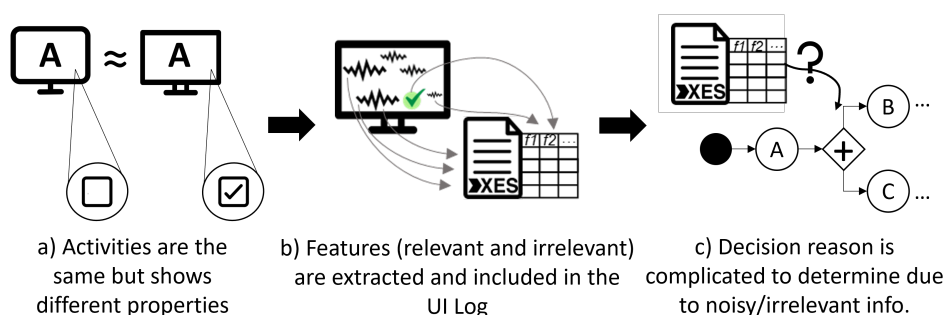 A ≈ A
f1 f2 ...
XES
f1 f2 ...
XES
?
A
+
B ...
C ...
a) Activities are the
same but shows
different properties
b) Features (relevant and irrelevant)
are extracted and included in the
UI Log
c) Decision reason is
complicated to determine due
to noisy/irrelevant info.